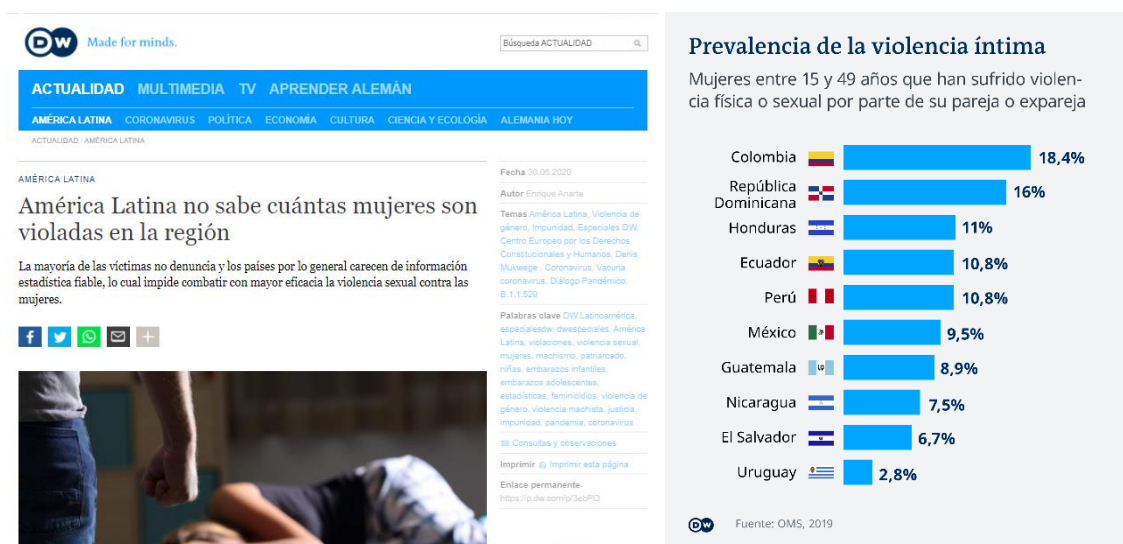 DW Made for minds.
Búsqueda ACTUALIDAD
ACTUALIDAD MULTIMEDIA TV APRENDER ALEMÁN
AMÉRICA LATINA CORONAVIRUS POLÍTICA ECONOMÍA CULTURA CIENCIA Y ECOLOGÍA ALEMANIA HOY
ACTUALIDAD / AMÉRICA LATINA
AMÉRICA LATINA
América Latina no sabe cuántas mujeres son
violadas en la región
La mayoría de las víctimas no denuncia y los países por lo general carecen de información
estadística fiable, lo cual impide combatir con mayor eficacia la violencia sexual contra las
mujeres.
Fecha 30.06.2020
Autor Enrique Anarte
Temas América Latina, Violencia de
género, Impunidad, Especiales DW,
Centro Europeo por los Derechos
Constitucionales y Humanos, Denis
Mukwege, Coronavirus, Vacuna
coronavirus, Diálogo Pandémico,
B.1.1.529
Palabras clave DW Latinoamérica,
especialesdw, dwespeciales, América
Latina, violaciones, violencia sexual,
mujeres, machismo, patriarcado,
niñas, embarazos infantiles,
embarazos adolescentes,
estadísticas, feminicidios, violencia de
género, violencia machista, justicia,
impunidad, pandemia, coronavirus
Consultas y observaciones
Imprimir Imprimir esta página
Enlace permanente
https://p.dw.com/p/3ebPO
Prevalencia de la violencia íntima
Mujeres entre 15 y 49 años que han sufrido violen-
cia física o sexual por parte de su pareja o expareja
Colombia 18,4%
República
Dominicana 16%
Honduras 11%
Ecuador 10,8%
Perú 10,8%
México 9,5%
Guatemala 8,9%
Nicaragua 7,5%
El Salvador 6,7%
Uruguay 2,8%
DW Fuente: OMS, 2019